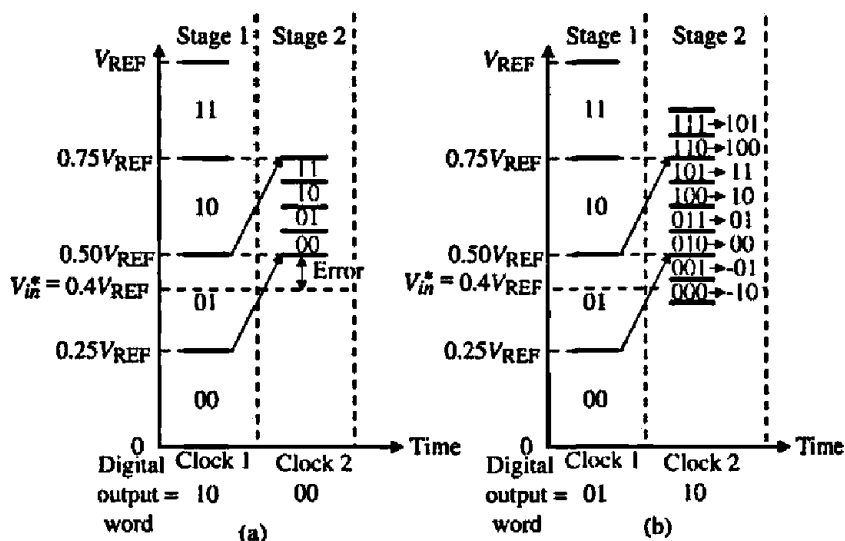 Stage 1 Stage 2
V_REF
11
0.75V_REF
11
10
10
01
00
0.50V_REF
Error
V*_in = 0.4V_REF
01
0.25V_REF
00
0
Time
Digital output word = Clock 1 10 Clock 2 00
(a)
Stage 1 Stage 2
V_REF
11
111→101
110→100
0.75V_REF
101→11
10
100→10
011→01
010→00
0.50V_REF
001→-01
V*_in = 0.4V_REF
01
000→-10
0.25V_REF
00
0
Time
Digital output word = Clock 1 01 Clock 2 10
(b)